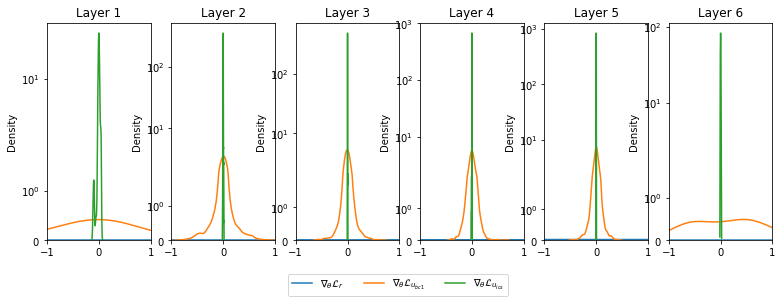 Layer 1 Layer 2 Layer 3 Layer 4 Layer 5 Layer 6
10³ 10³
10² 10² 10² 10² 10²
10¹ 10¹ 10¹ 10¹ 10¹
Density Density Density Density Density Density
10⁰ 10⁰ 10⁰ 10⁰ 10⁰ 10⁰
0 0 0 0 0 0
−1 0 1 −1 0 1 −1 0 1 −1 0 1 −1 0 1 −1 0 1
∇θℒr ∇θℒu_bc1 ∇θℒu_ics